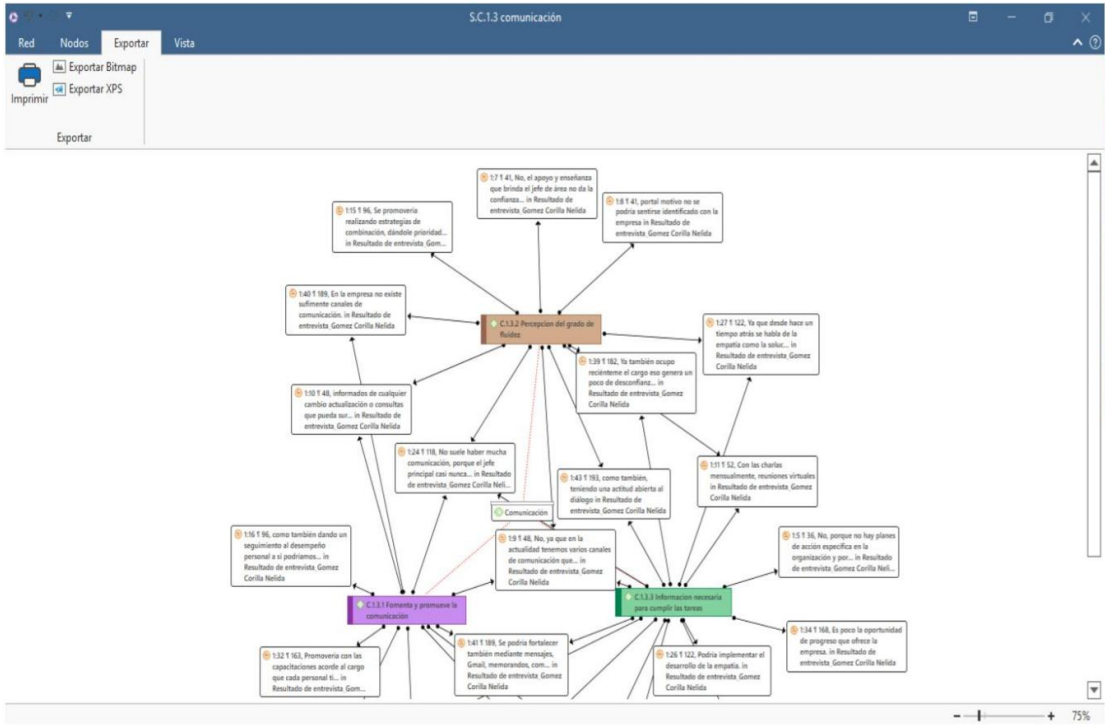 S.C.1.3 comunicación
Red Nodos Exportar Vista
Imprimir
Exportar Bitmap
Exportar XPS
Exportar
1:7 ¶ 41, No, el apoyo y enseñanza
que brinda el jefe de área no da la
confianza... in Resultado de
entrevista_Gomez Corilla Nelida
1:8 ¶ 41, portal motivo no se
podria sentirse identificado con la
empresa in Resultado de
entrevista_Gomez Corilla Nelida
1:15 ¶ 96, Se promovería
realizando estrategias de
combinación, dándole prioridad...
in Resultado de entrevista_Gom...
1:40 ¶ 189, En la empresa no existe
sufimente canales de
comunicación. in Resultado de
entrevista_Gomez Corilla Nelida
C.1.3.2 Percepcion del grado de
fluidez
1:27 ¶ 122, Ya que desde hace un
tiempo atrás se habla de la
empatía como la soluc... in
Resultado de entrevista_Gomez
Corilla Nelida
1:39 ¶ 182, Ya también ocupo
reciénteme el cargo eso genera un
poco de desconfianz... in
Resultado de entrevista_Gomez
Corilla Nelida
1:10 ¶ 48, informados de cualquier
cambio actualización o consultas
que pueda sur... in Resultado de
entrevista_Gomez Corilla Nelida
1:24 ¶ 118, No suele haber mucha
comunicación, porque el jefe
principal casi nunca... in Resultado
de entrevista_Gomez Corilla Neli...
1:43 ¶ 193, como también,
teniendo una actitud abierta al
diálogo in Resultado de
entrevista_Gomez Corilla Nelida
1:11 ¶ 52, Con las charlas
mensualmente, reuniones virtuales
in Resultado de entrevista_Gomez
Corilla Nelida
Comunicación
1:16 ¶ 96, como también dando un
seguimiento al desempeño
personal a si podríamos... in
Resultado de entrevista_Gomez
Corilla Nelida
1:9 ¶ 48, No, ya que en la
actualidad tenemos varios canales
de comunicación que... in
Resultado de entrevista_Gomez
Corilla Nelida
1:5 ¶ 36, No, porque no hay planes
de acción específica en la
organización y por... in Resultado
de entrevista_Gomez Corilla Neli...
C.1.3.1 Fomenta y promueve la
comunicación
C.1.3.3 Informacion necesaria
para cumplir las tareas
1:32 ¶ 163, Promovería con las
capacitaciones acorde al cargo
que cada personal ti... in
Resultado de entrevista_Gom...
1:41 ¶ 189, Se podría fortalecer
también mediante mensajes,
Gmail, memorandos, com... in
Resultado de entrevista_Gomez
Corilla Nelida
1:26 ¶ 122, Podría implementar el
desarrollo de la empatía. in
Resultado de entrevista_Gomez
Corilla Nelida
1:34 ¶ 168, Es poco la oportunidad
de progreso que ofrece la
empresa. in Resultado de
entrevista_Gomez Corilla Nelida
75%